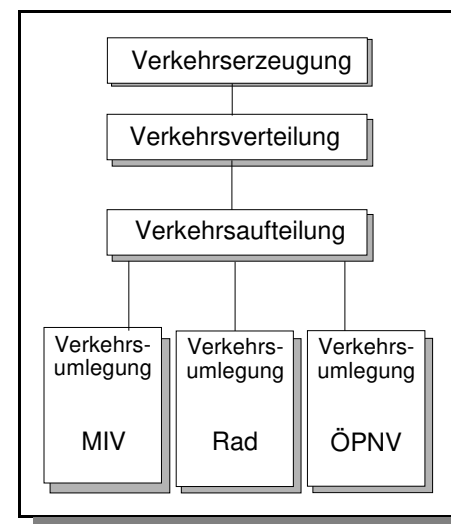 Verkehrserzeugung
Verkehrsverteilung
Verkehrsaufteilung
Verkehrs-
umlegung
MIV
Verkehrs-
umlegung
Rad
Verkehrs-
umlegung
ÖPNV